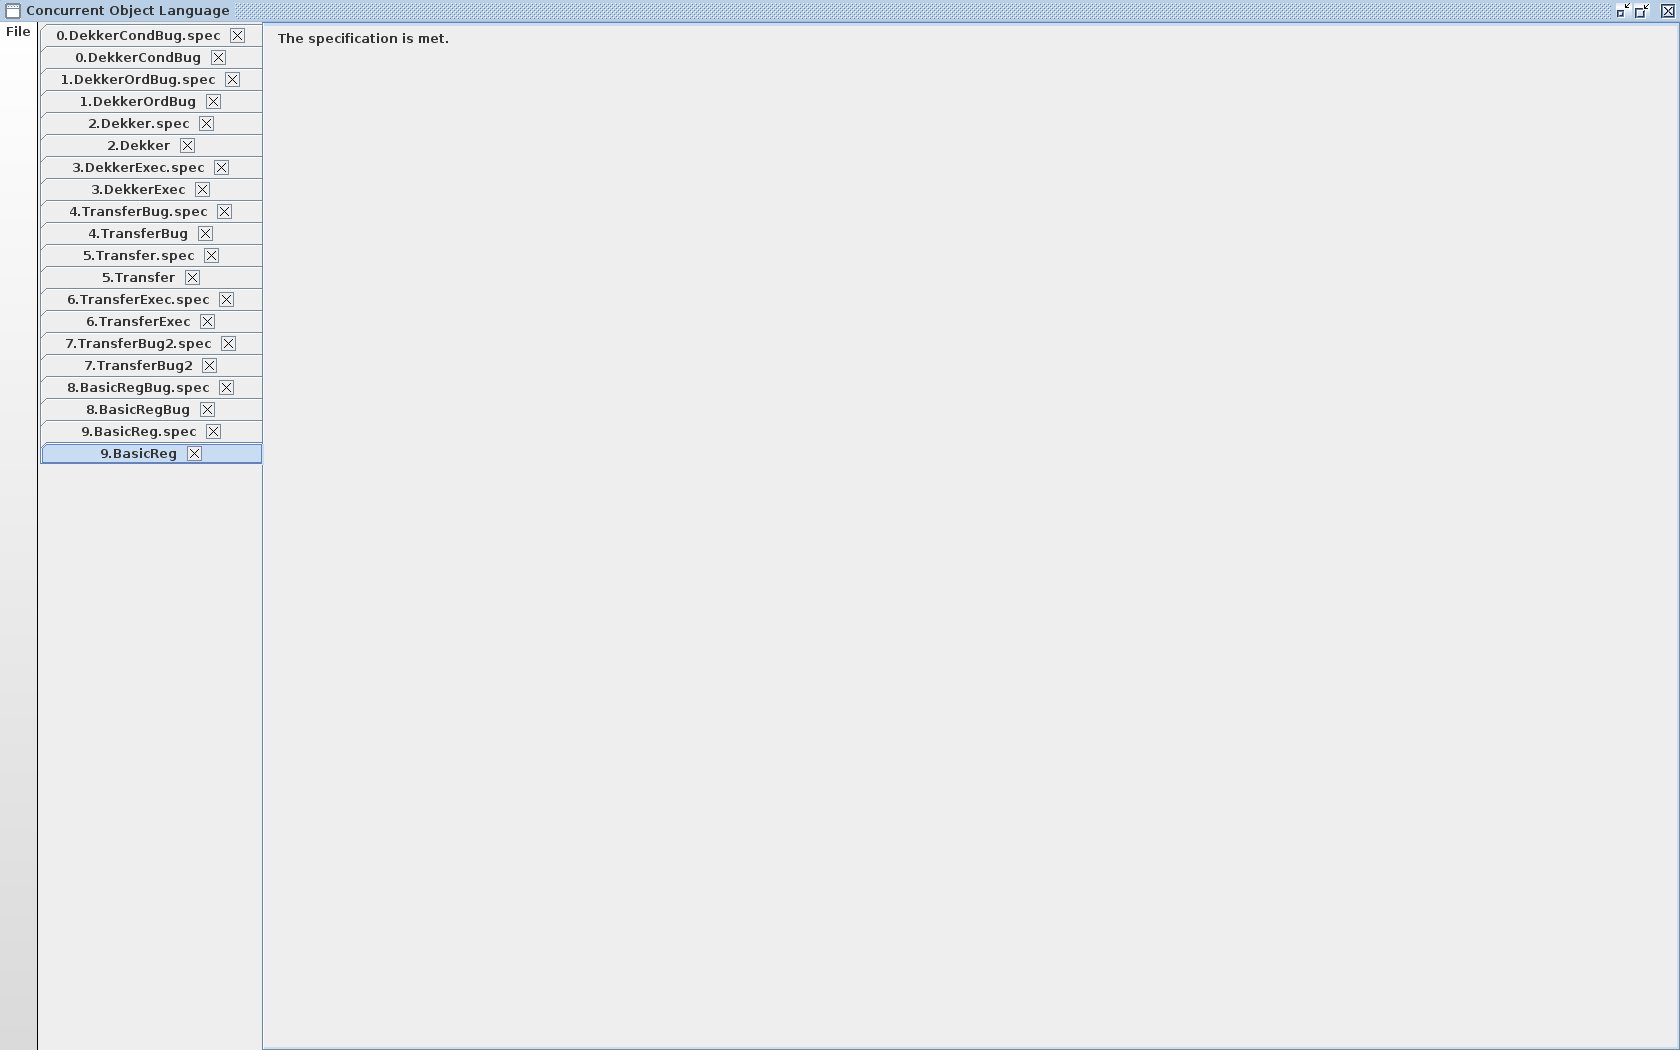 Concurrent Object Language
File
0.DekkerCondBug.spec
0.DekkerCondBug
1.DekkerOrdBug.spec
1.DekkerOrdBug
2.Dekker.spec
2.Dekker
3.DekkerExec.spec
3.DekkerExec
4.TransferBug.spec
4.TransferBug
5.Transfer.spec
5.Transfer
6.TransferExec.spec
6.TransferExec
7.TransferBug2.spec
7.TransferBug2
8.BasicRegBug.spec
8.BasicRegBug
9.BasicReg.spec
9.BasicReg
The specification is met.